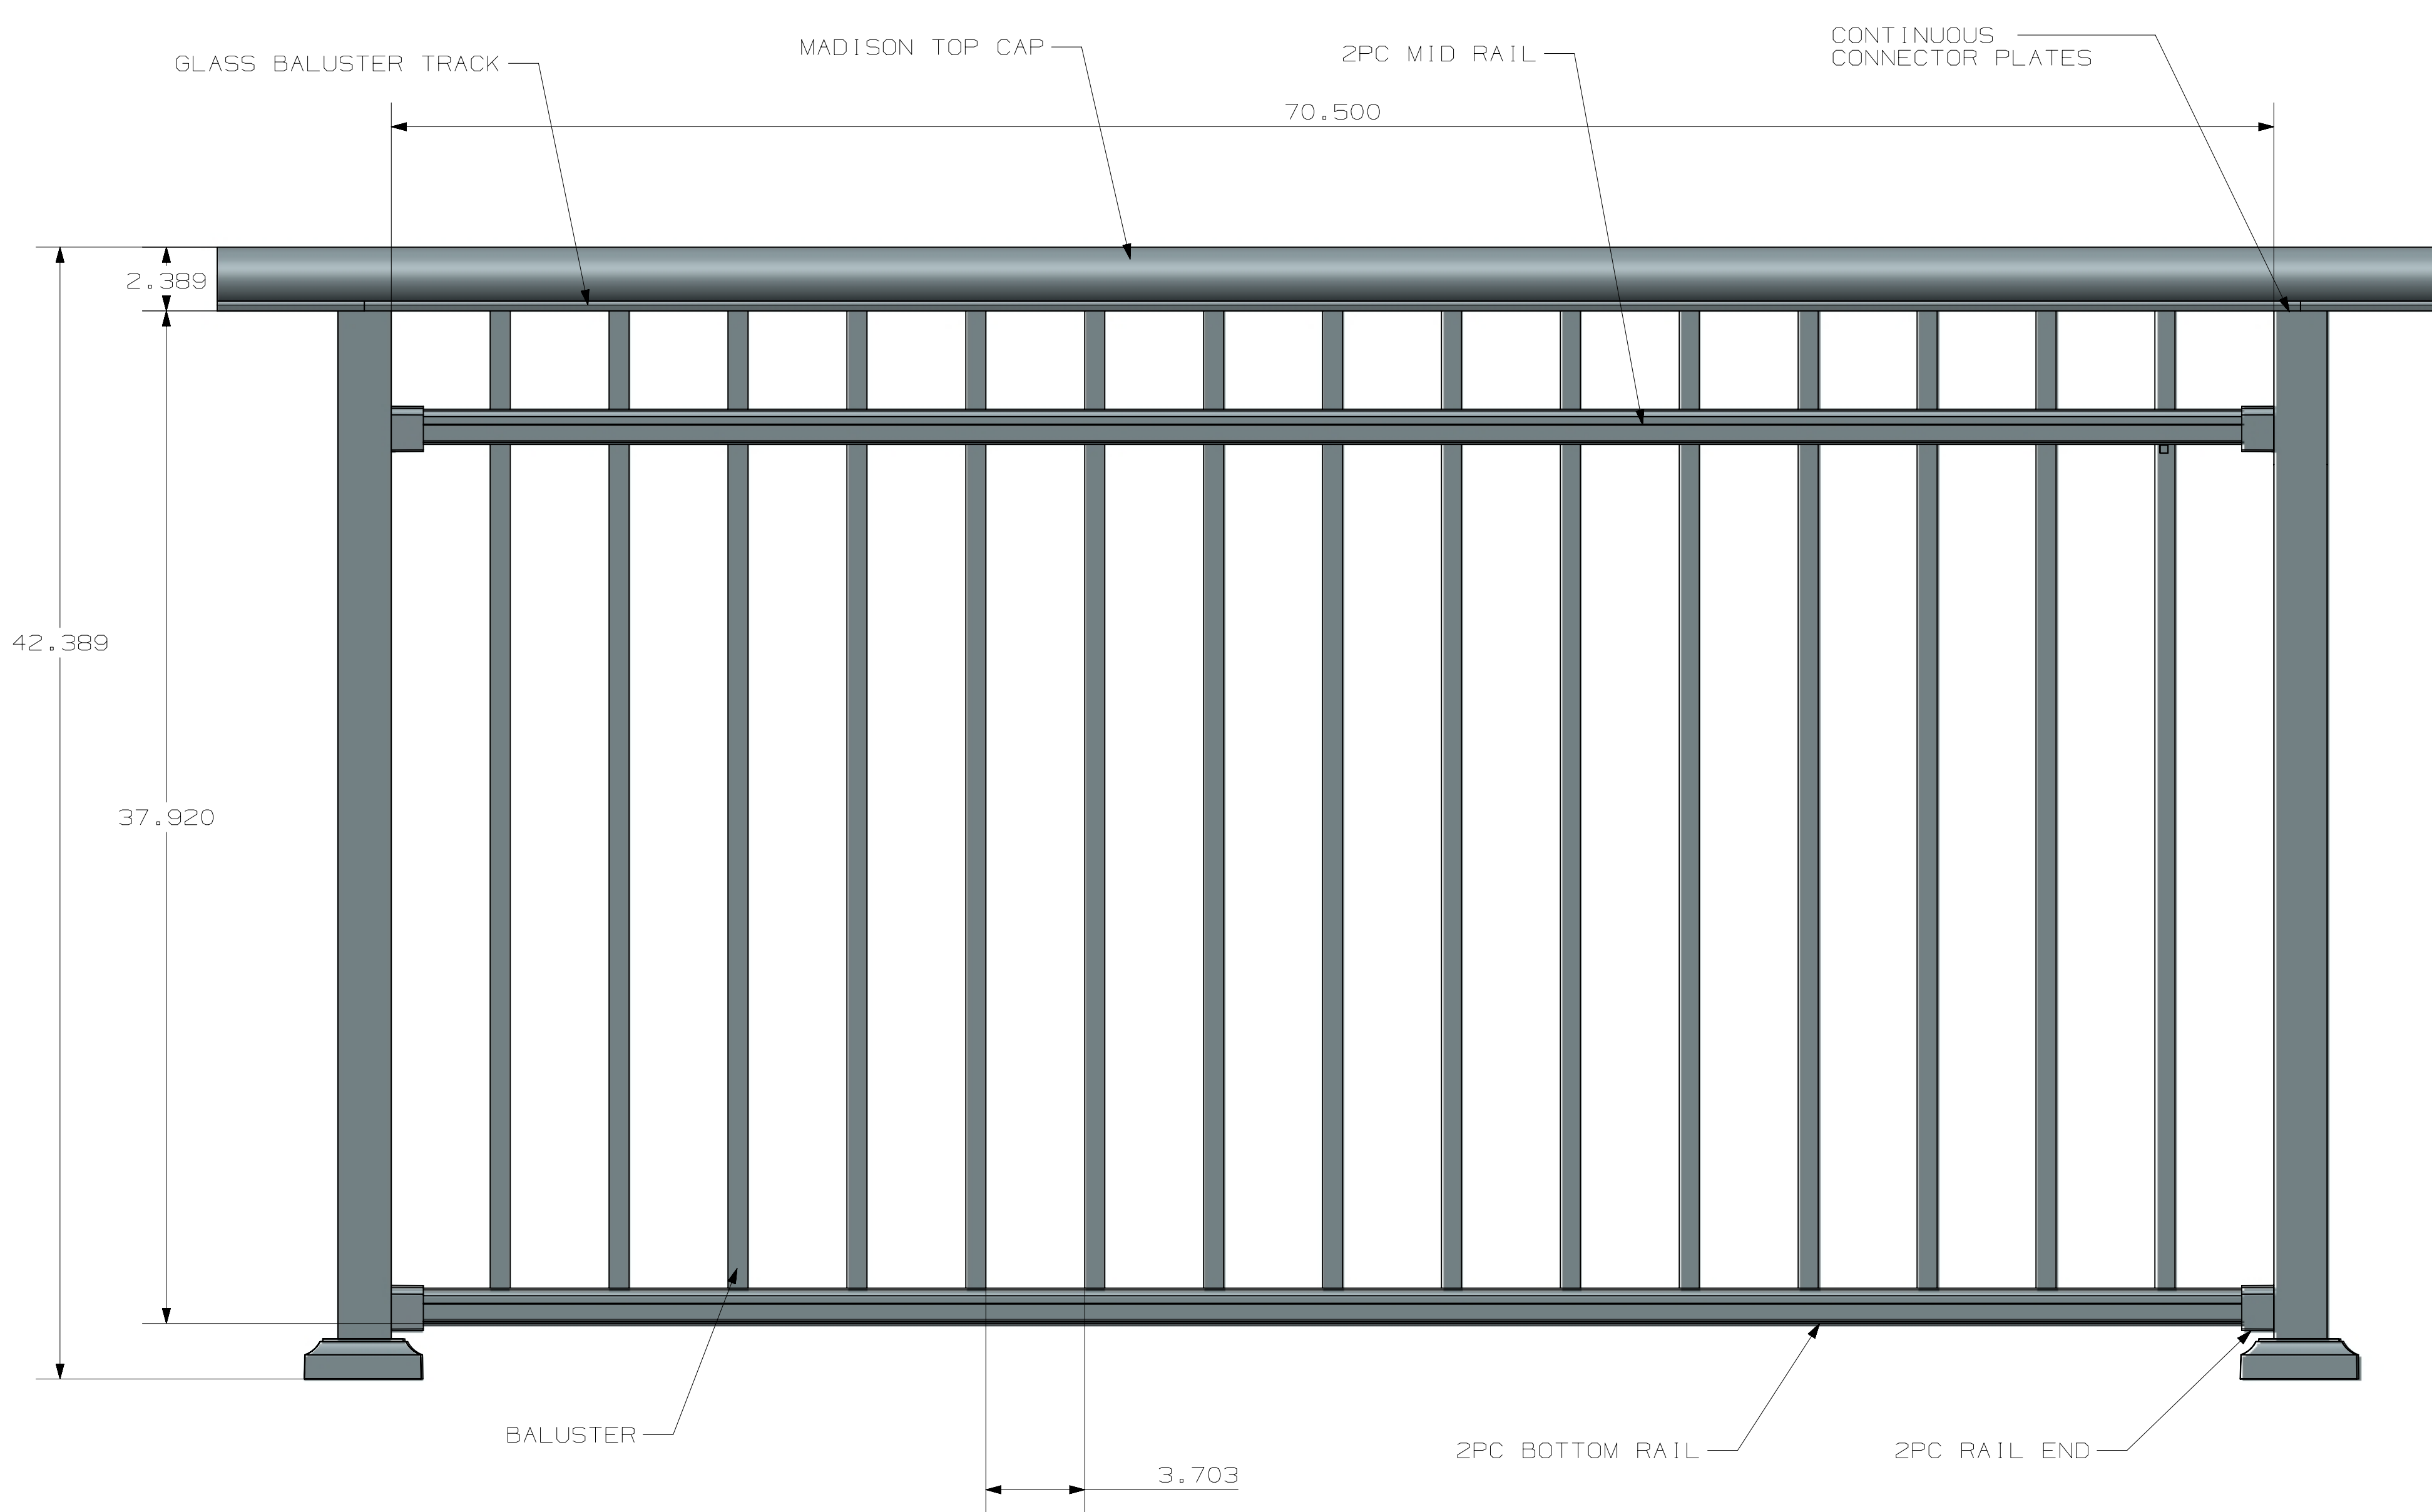 CONTINUOUS
CONNECTOR PLATES
MADISON TOP CAP
2PC MID RAIL
GLASS BALUSTER TRACK
70.500
2.389
42.389
37.920
BALUSTER
2PC BOTTOM RAIL
2PC RAIL END
3.703